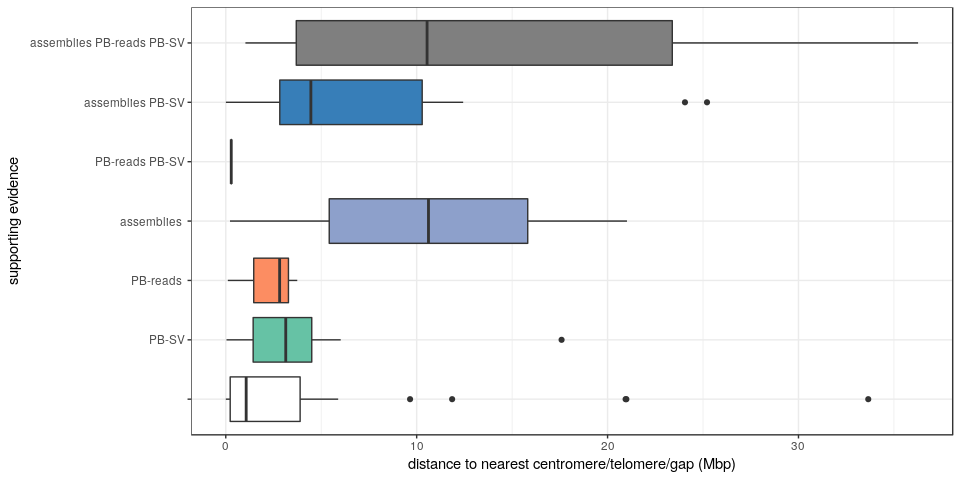 supporting evidence
assemblies PB-reads PB-SV
assemblies PB-SV
PB-reads PB-SV
assemblies
PB-reads
PB-SV
0 10 20 30
distance to nearest centromere/telomere/gap (Mbp)